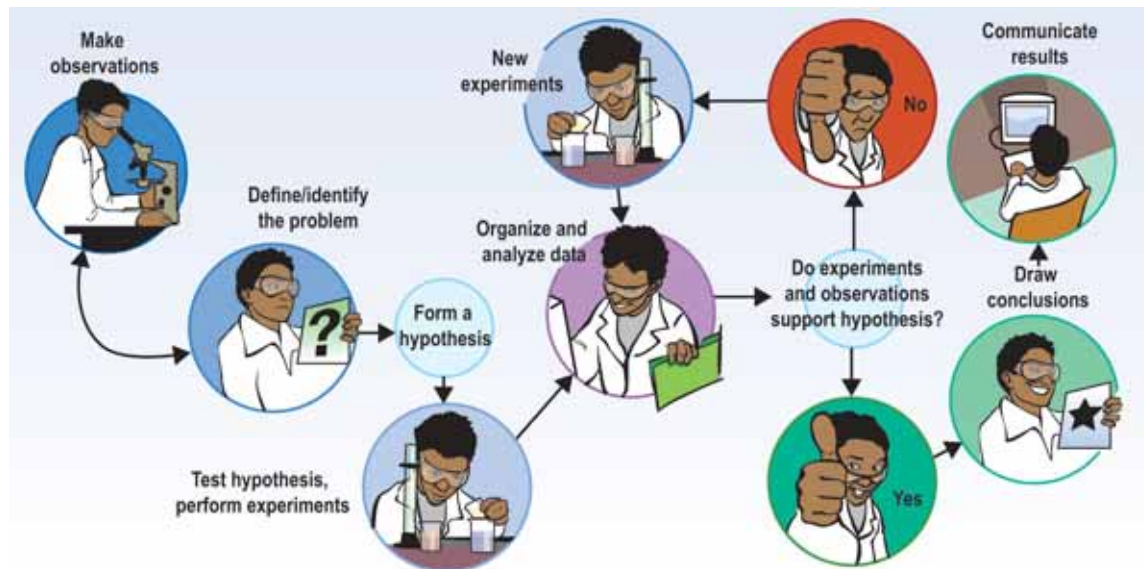 Make
observations
Define/identify
the problem
Form a
hypothesis
Test hypothesis,
perform experiments
Organize and
analyze data
New
experiments
Do experiments
and observations
support hypothesis?
No
Yes
Draw
conclusions
Communicate
results